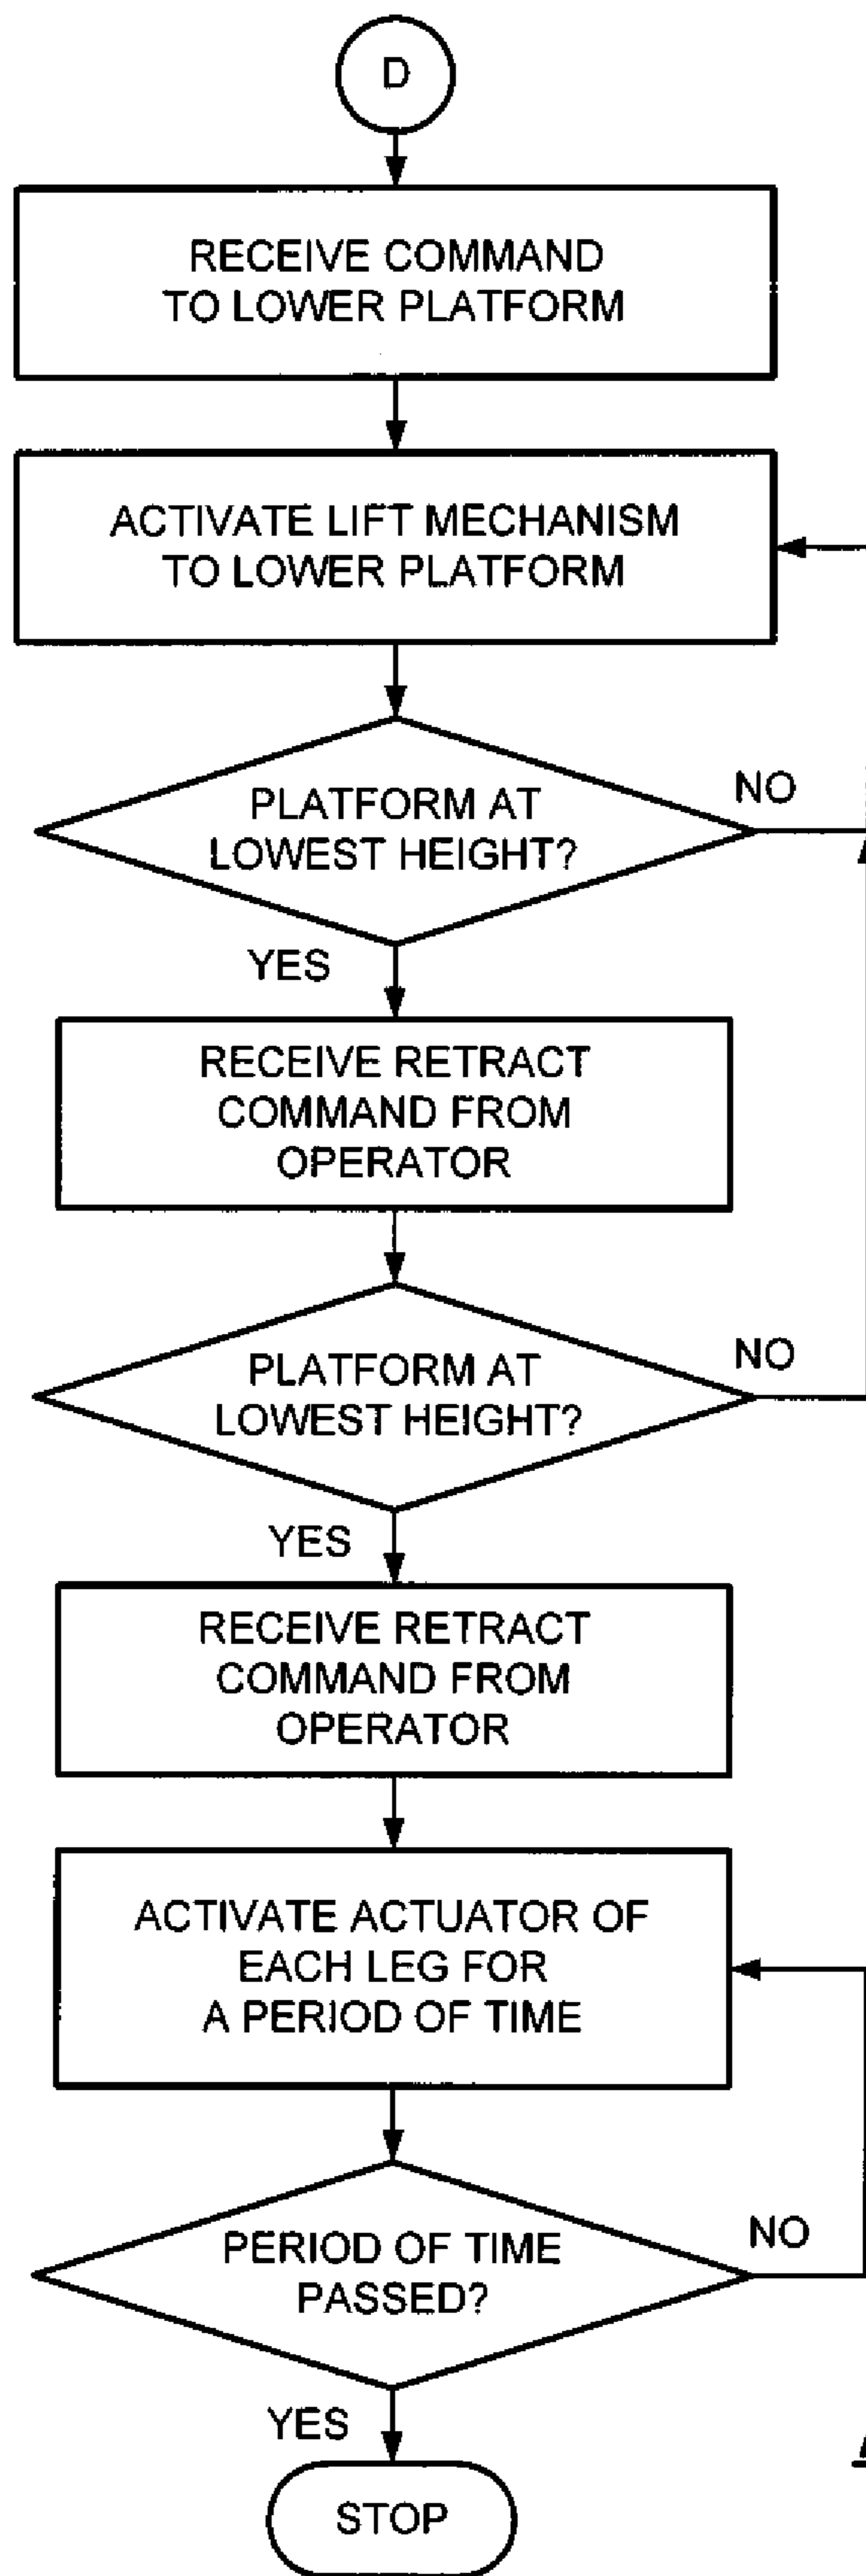 D
RECEIVE COMMAND
TO LOWER PLATFORM
ACTIVATE LIFT MECHANISM
TO LOWER PLATFORM
PLATFORM AT
LOWEST HEIGHT?
NO
YES
RECEIVE RETRACT
COMMAND FROM
OPERATOR
PLATFORM AT
LOWEST HEIGHT?
NO
YES
RECEIVE RETRACT
COMMAND FROM
OPERATOR
ACTIVATE ACTUATOR OF
EACH LEG FOR
A PERIOD OF TIME
PERIOD OF TIME
PASSED?
NO
YES
STOP